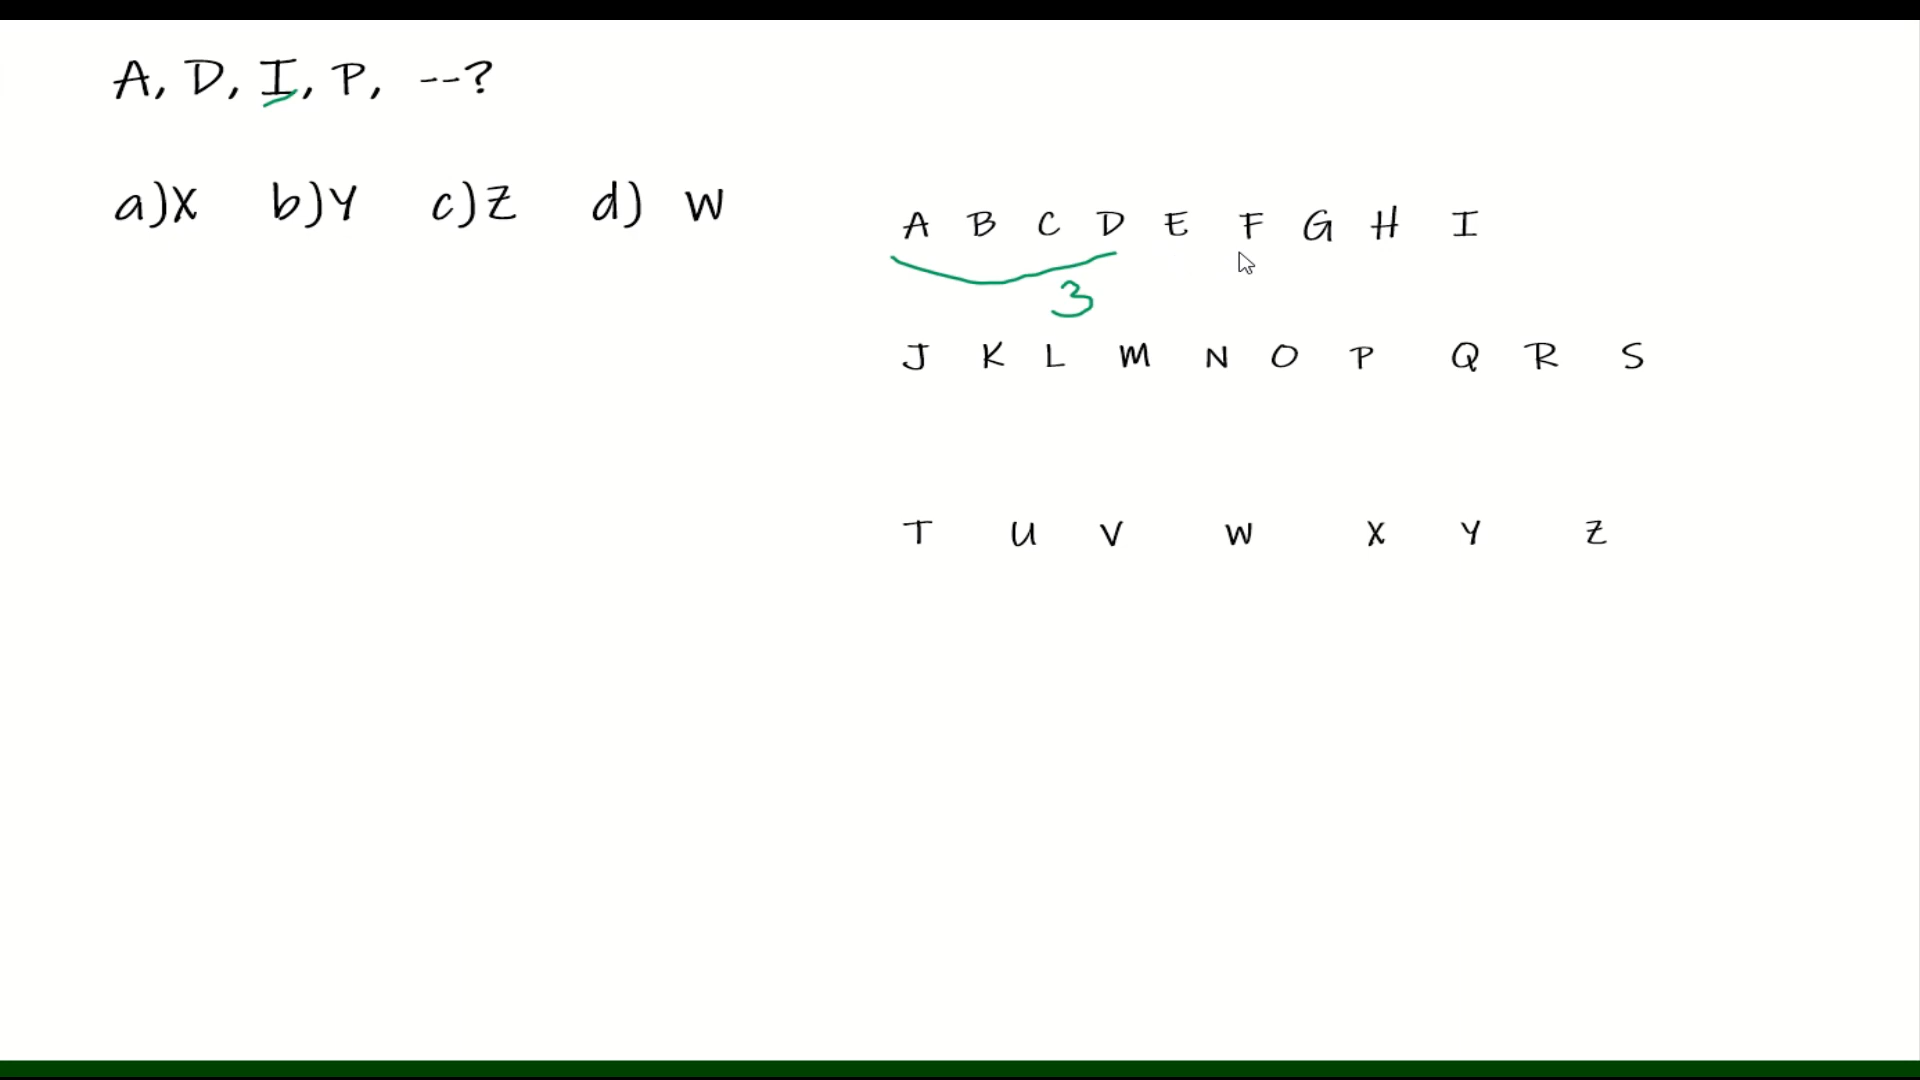 A, D, I, P, --?
a)X b)Y c)Z d) W
A B C D E F G H I
3
J K L M N O P Q R S
T U V W X Y Z